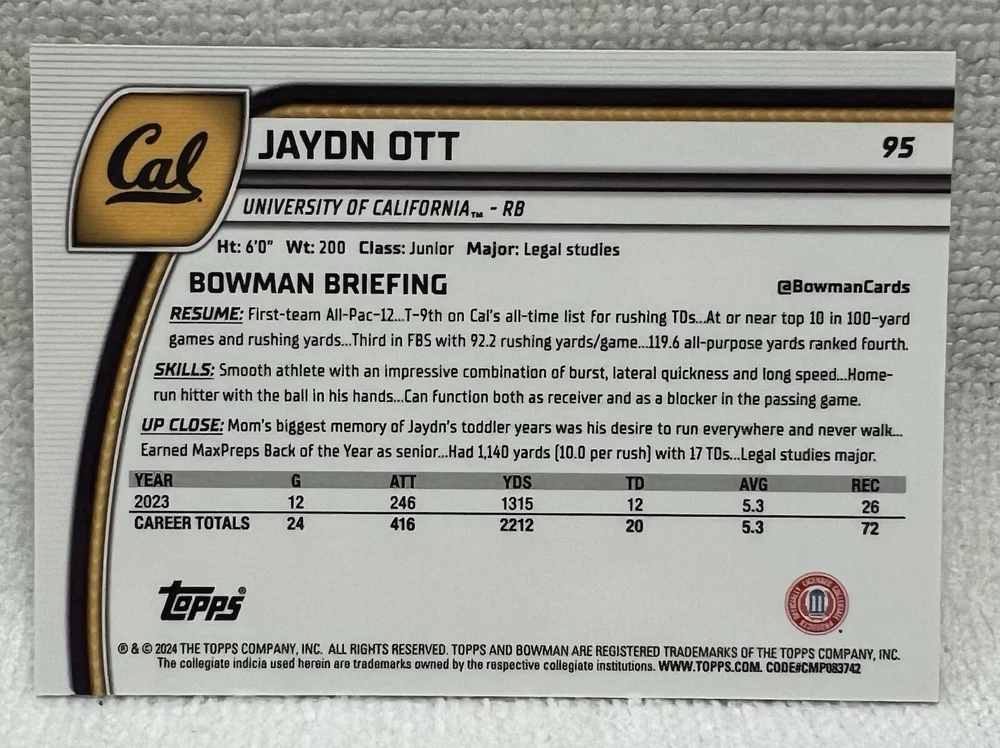 Cal
JAYDN OTT
95
UNIVERSITY OF CALIFORNIA™ - RB
Ht: 6'0" Wt: 200 Class: Junior Major: Legal studies
BOWMAN BRIEFING
@BowmanCards
RESUME: First-team All-Pac-12...T-9th on Cal's all-time list for rushing TDs...At or near top 10 in 100-yard
games and rushing yards...Third in FBS with 92.2 rushing yards/game...119.6 all-purpose yards ranked fourth.
SKILLS: Smooth athlete with an impressive combination of burst, lateral quickness and long speed...Home-
run hitter with the ball in his hands...Can function both as receiver and as a blocker in the passing game.
UP CLOSE: Mom's biggest memory of Jaydn's toddler years was his desire to run everywhere and never walk...
Earned MaxPreps Back of the Year as senior...Had 1,140 yards (10.0 per rush) with 17 TDs...Legal studies major.
YEAR G ATT YDS TD AVG REC
2023 12 246 1315 12 5.3 26
CAREER TOTALS 24 416 2212 20 5.3 72
Topps®
OFFICIALLY LICENSED COLLEGIATE PRODUCTS
® & © 2024 THE TOPPS COMPANY, INC. ALL RIGHTS RESERVED. TOPPS AND BOWMAN ARE REGISTERED TRADEMARKS OF THE TOPPS COMPANY, INC.
The collegiate indicia used herein are trademarks owned by the respective collegiate institutions. WWW.TOPPS.COM. CODE#CMP083742